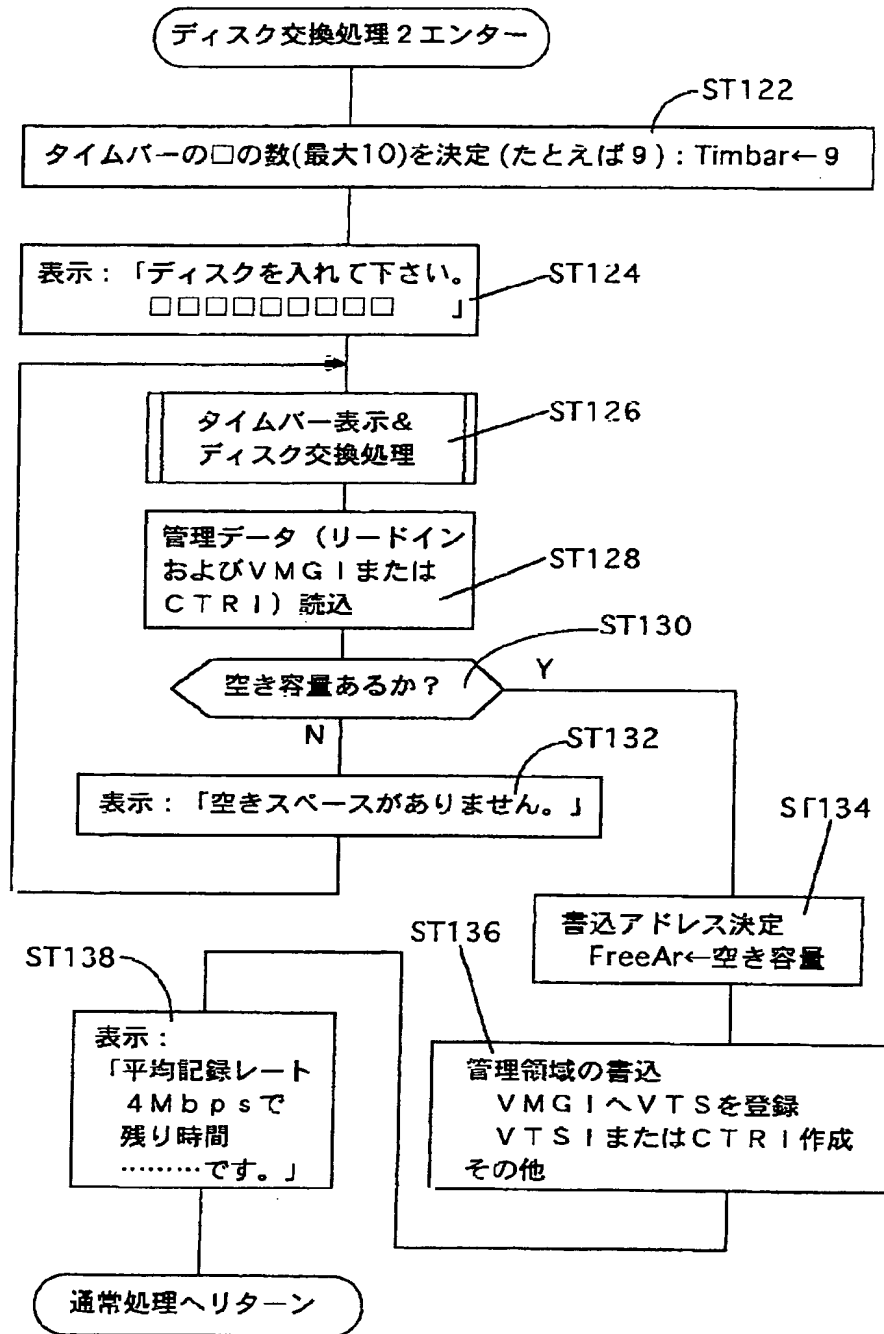 ディスク交換処理2エンター
ST122
タイムバーの□の数(最大10)を決定(たとえば9):Timbar←9
表示:「ディスクを入れて下さい。
□□□□□□□□□ 」
ST124
タイムバー表示&
ディスク交換処理
ST126
管理データ(リードイン
およびVMGIまたは
CTRI)読込
ST128
ST130
空き容量あるか?
Y
N
ST132
表示:「空きスペースがありません。」
ST134
書込アドレス決定
FreeAr←空き容量
ST136
管理領域の書込
VMGIへVTSを登録
VTSIまたはCTRI作成
その他
ST138
表示:
「平均記録レート
4Mbpsで
残り時間
………です。」
通常処理へリターン